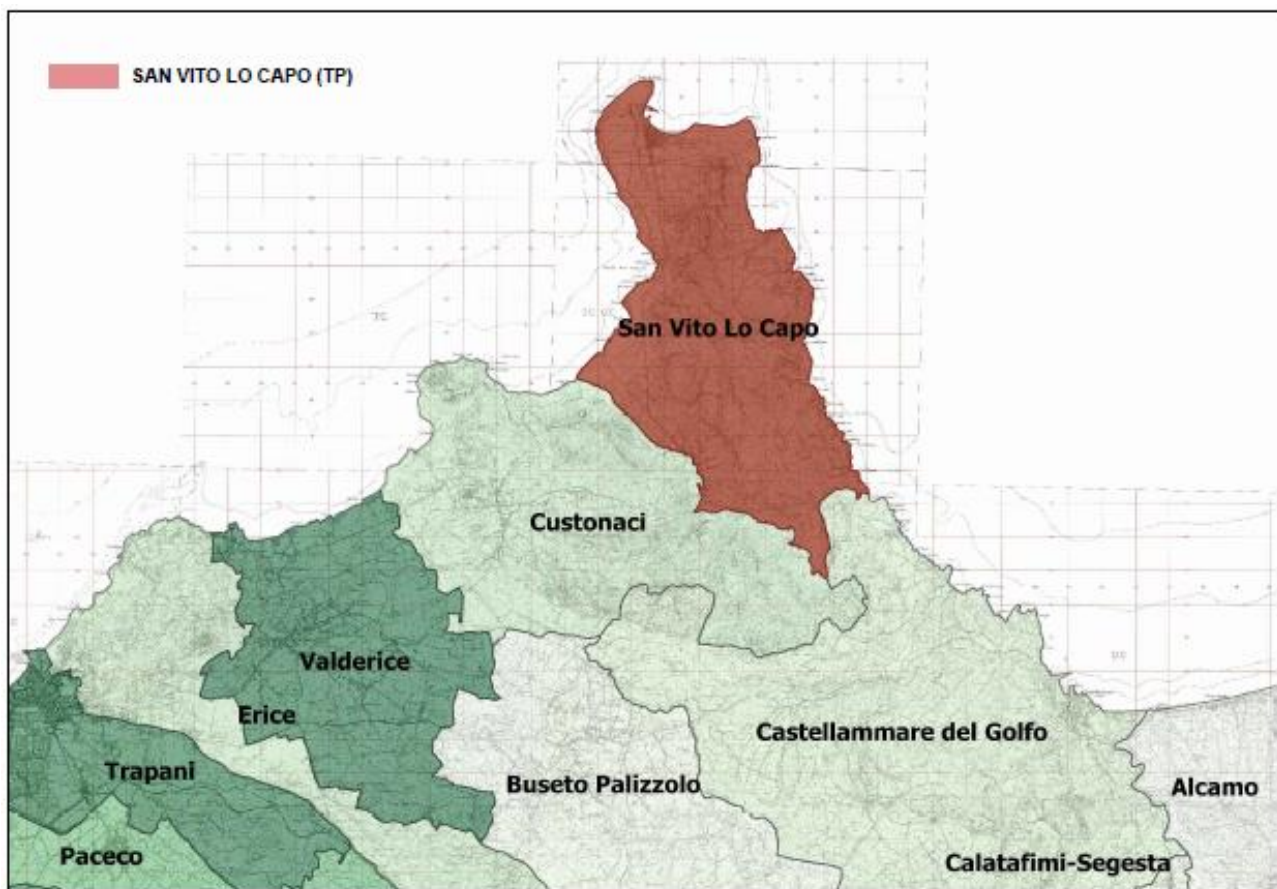 SAN VITO LO CAPO (TP)
San Vito Lo Capo
Custonaci
Valderice
Erice
Castellammare del Golfo
Trapani
Buseto Palizzolo
Alcamo
Paceco
Calatafimi-Segesta